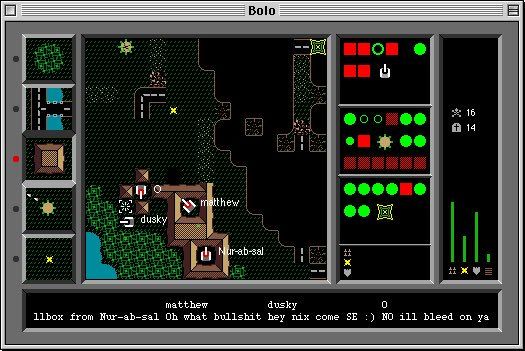 Bolo
16
14
O
matthew
dusky
Nur-ab-sal
matthew dusky O
llbox from Nur-ab-sal Oh what bullshit hey nix come SE :) NO ill bleed on ya